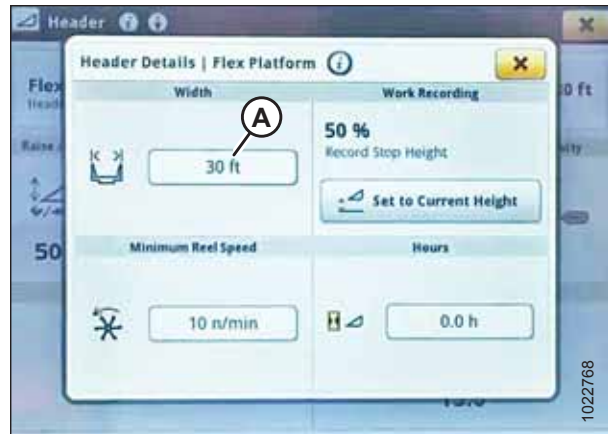 Header
Header Details | Flex Platform
Flex
0 ft
Width
Work Recording
A
50 %
Record Stop Height
30 ft
Set to Current Height
50
Minimum Reel Speed
Hours
10 n/min
0.0 h
1022768